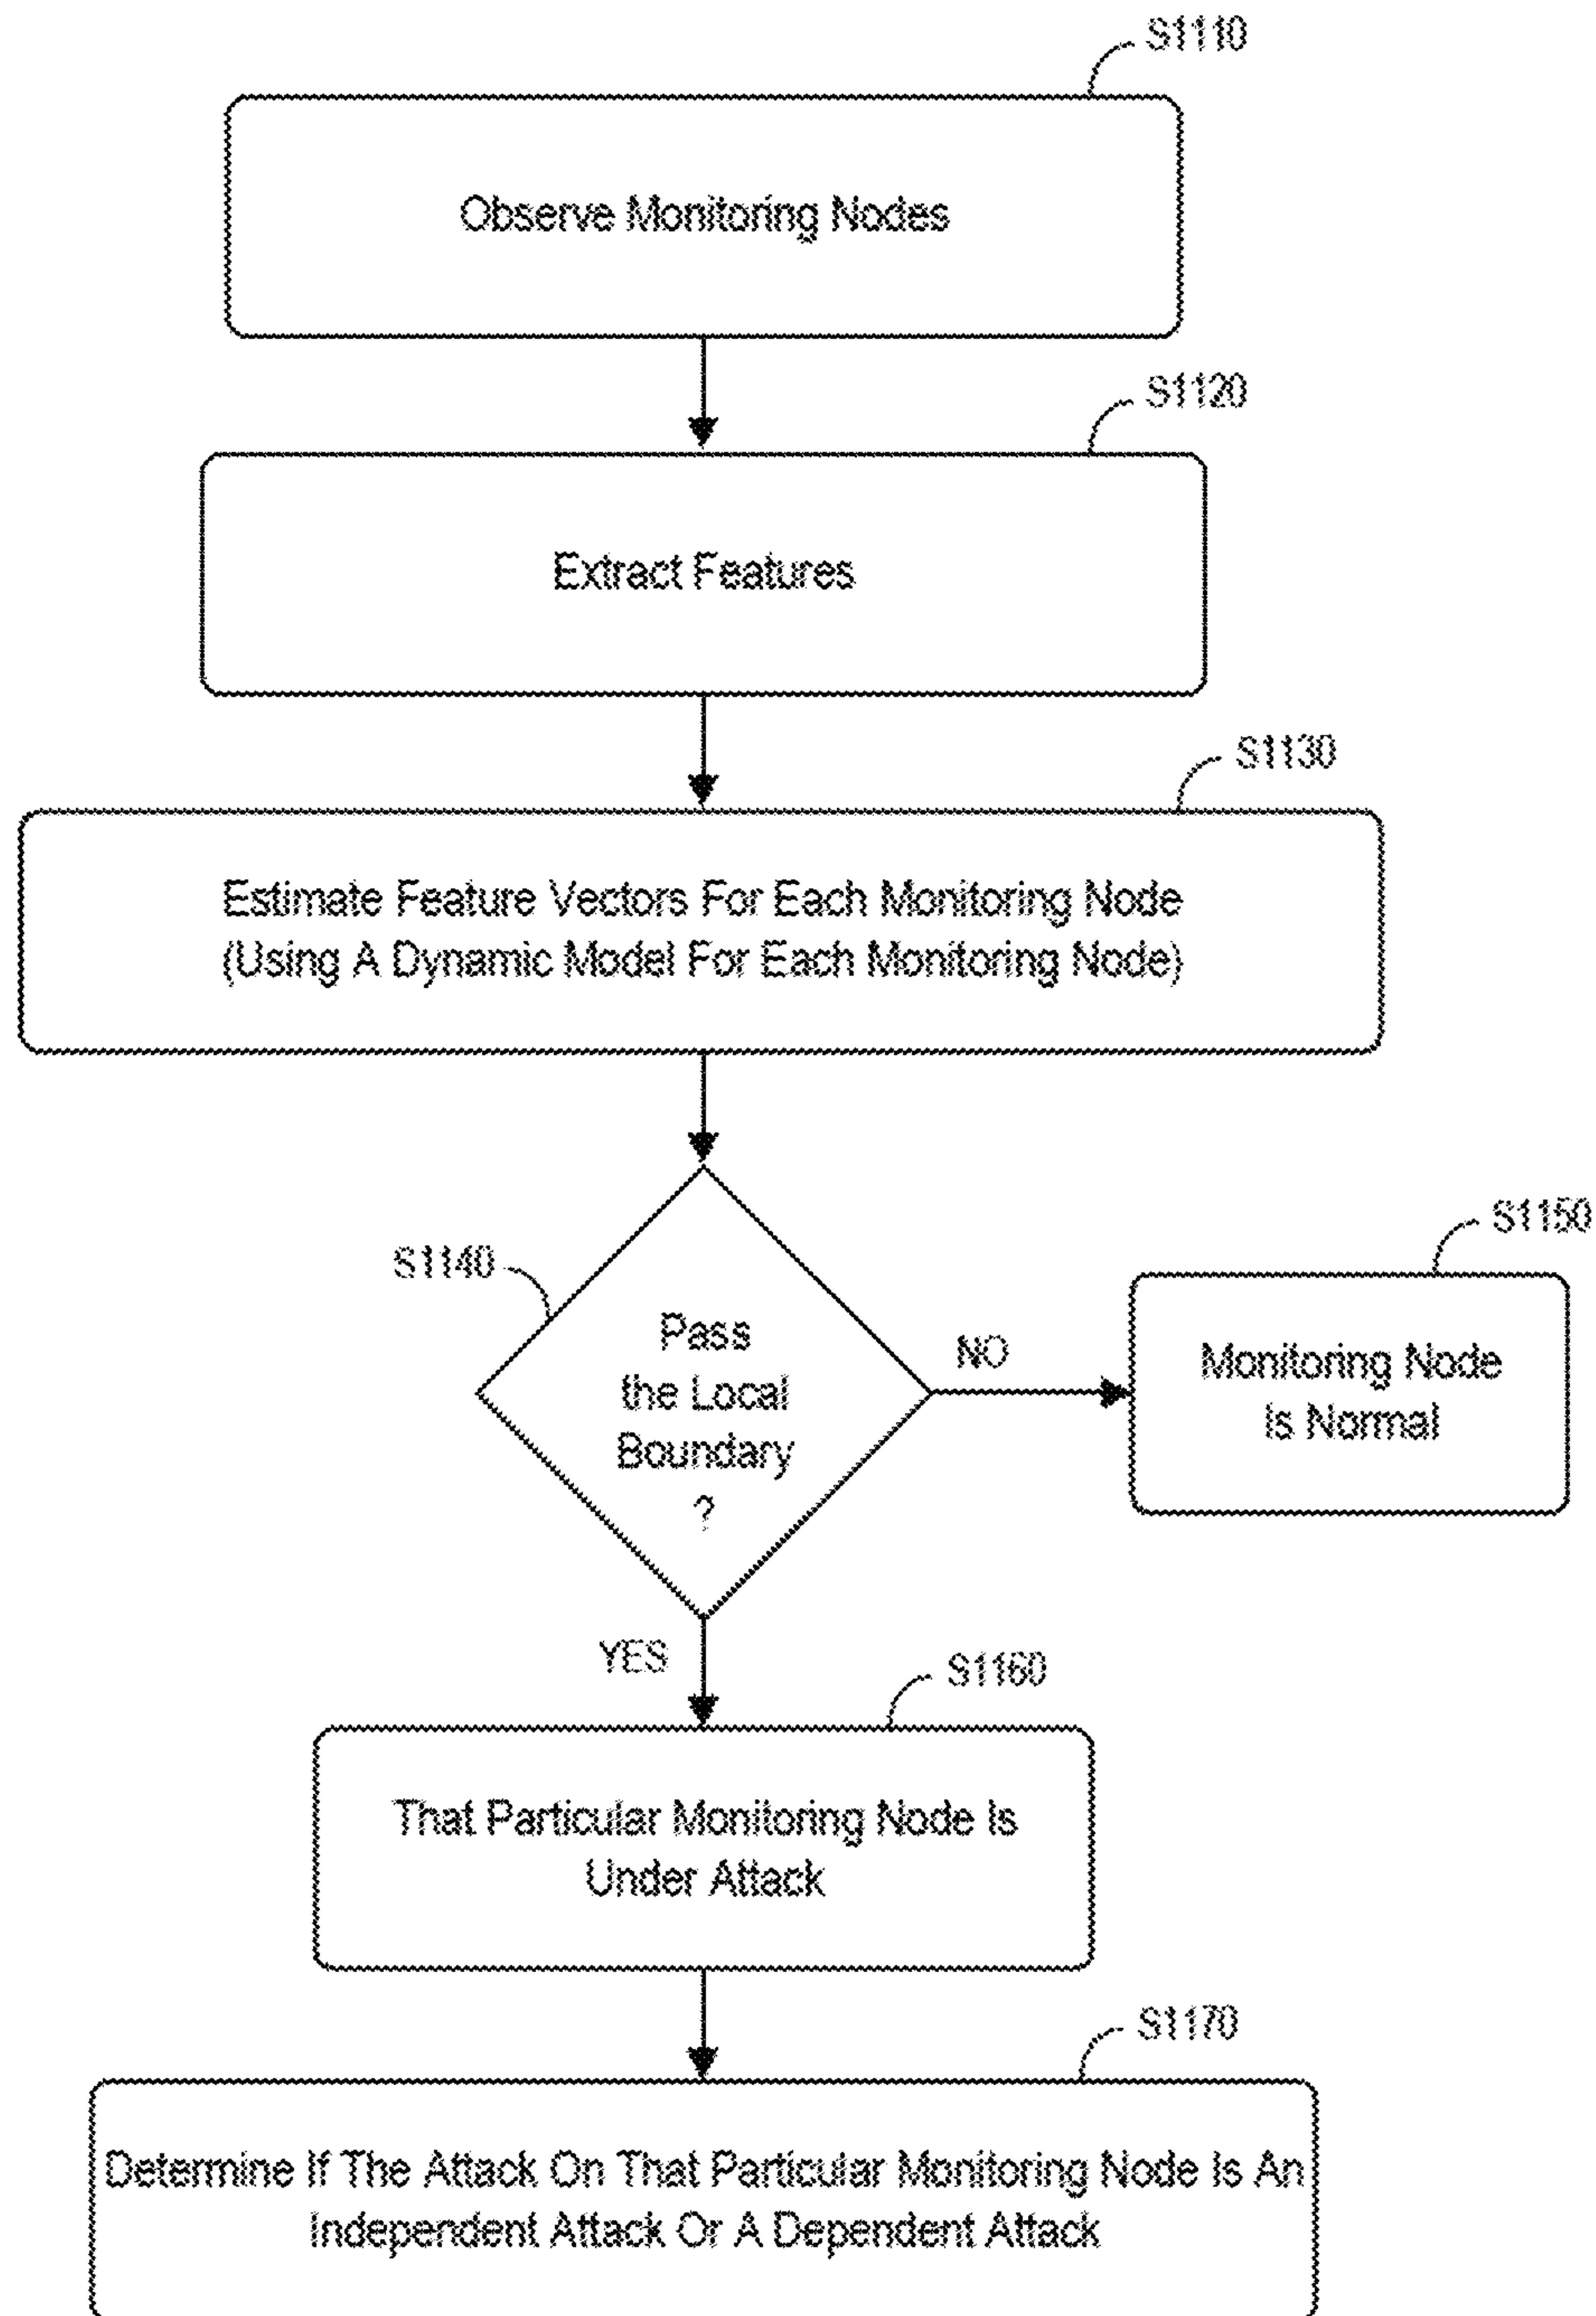 S1110
Observe Monitoring Nodes
S1120
Extract Features
S1130
Estimate Feature Vectors For Each Monitoring Node
(Using A Dynamic Model For Each Monitoring Node)
S1140
Pass
the Local
Boundary
?
NO
S1150
Monitoring Node
Is Normal
YES
S1160
That Particular Monitoring Node Is
Under Attack
S1170
Determine If The Attack On That Particular Monitoring Node Is An
Independent Attack Or A Dependent Attack